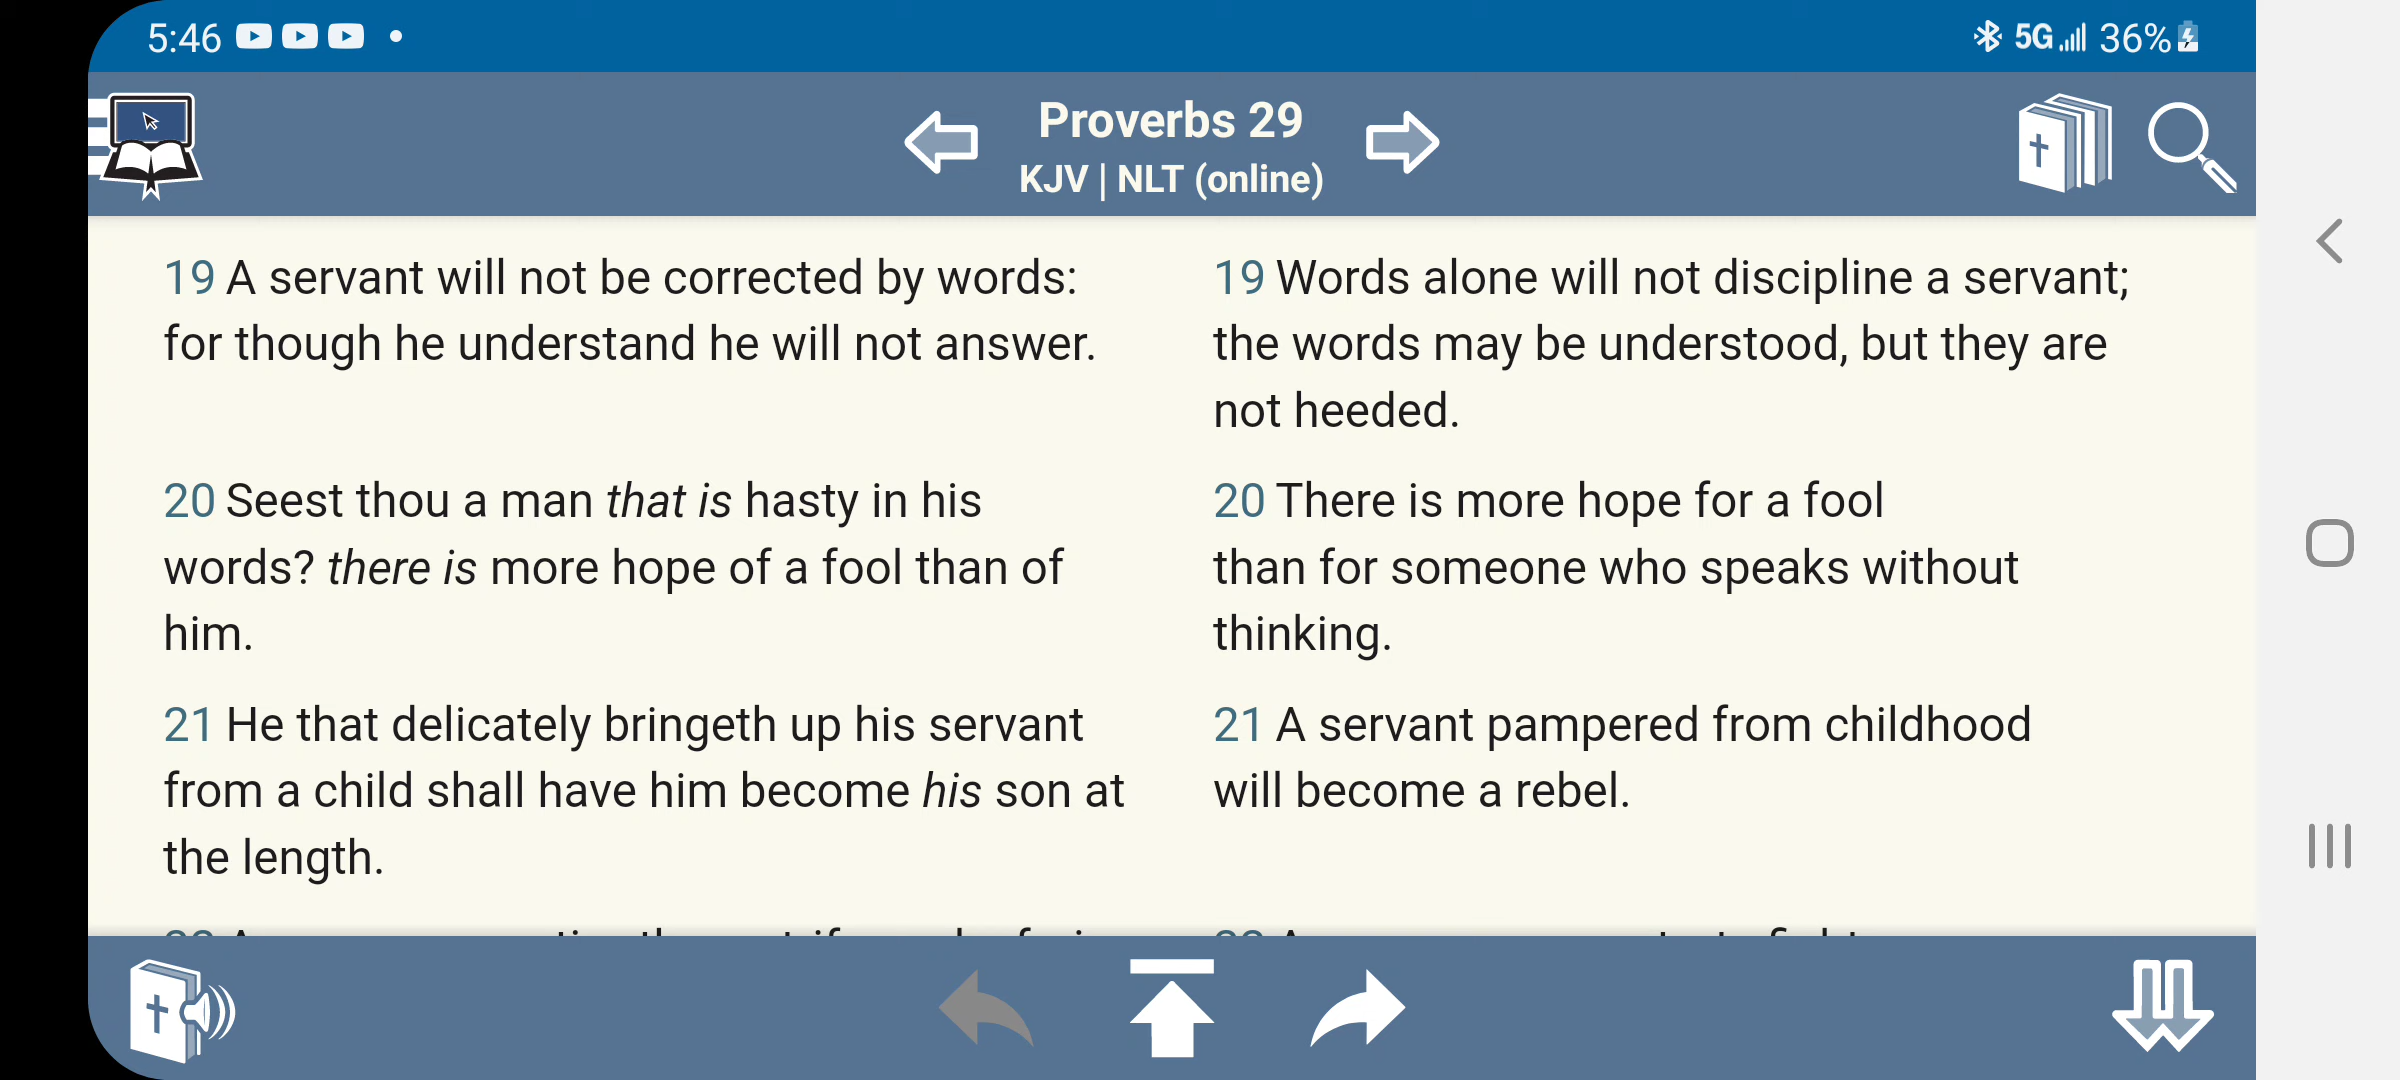 5:46
5G 36%
Proverbs 29
KJV | NLT (online)
19 A servant will not be corrected by words:
for though he understand he will not answer.
20 Seest thou a man that is hasty in his
words? there is more hope of a fool than of
him.
21 He that delicately bringeth up his servant
from a child shall have him become his son at
the length.
19 Words alone will not discipline a servant;
the words may be understood, but they are
not heeded.
20 There is more hope for a fool
than for someone who speaks without
thinking.
21 A servant pampered from childhood
will become a rebel.